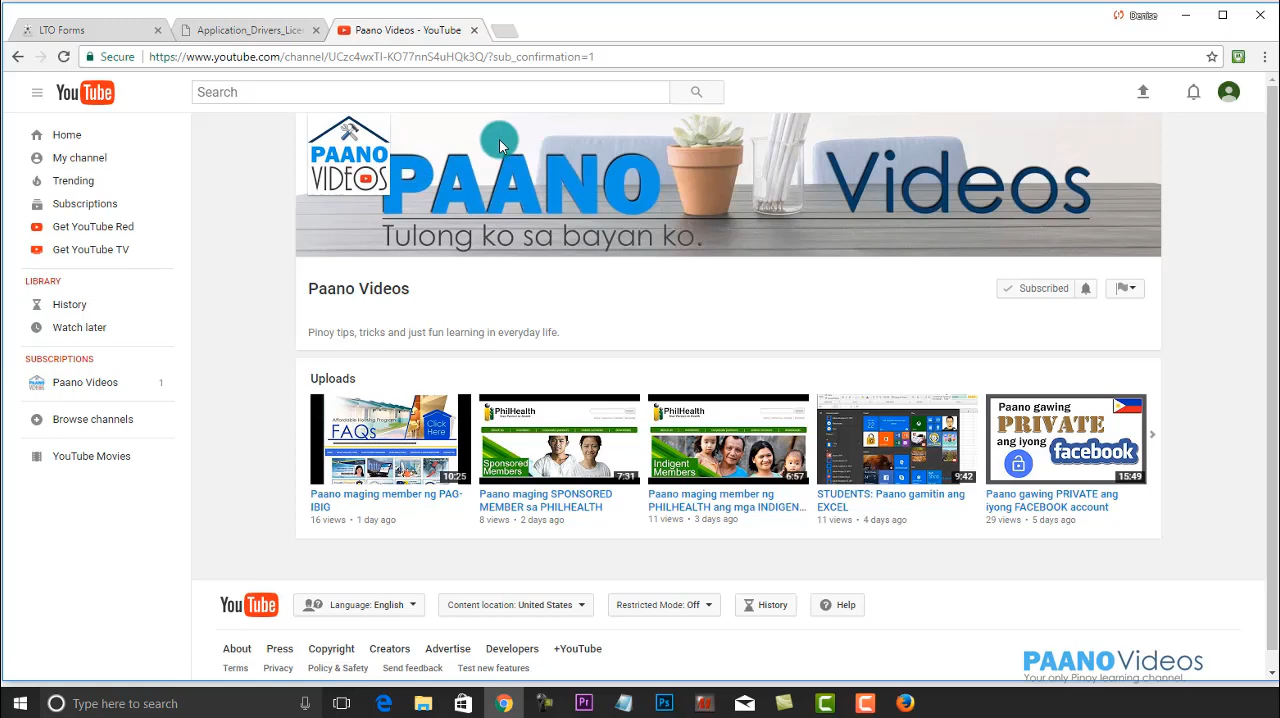 Denise
LTO Forms
Application_Drivers_Lice
Paano Videos - YouTube
Secure
https://www.youtube.com/channel/UCzc4wxTI-KO77nnS4uHQk3Q/?sub_confirmation=1
YouTube
Search
Home
My channel
Trending
Subscriptions
Get YouTube Red
Get YouTube TV
LIBRARY
History
Watch later
SUBSCRIPTIONS
Paano Videos 1
Browse channels
YouTube Movies
PAANO
VIDEOS
PAANO Videos
Tulong ko sa bayan ko.
Paano Videos
Subscribed
Pinoy tips, tricks and just fun learning in everyday life.
Uploads
Affordable Housing Program
FAQs
Click
Here
10:25
Paano maging member ng PAG-
IBIG
16 views • 1 day ago
PhilHealth
Sponsored
Members
7:31
Paano maging SPONSORED
MEMBER sa PHILHEALTH
8 views • 2 days ago
PhilHealth
Indigent
Members
6:57
Paano maging member ng
PHILHEALTH ang mga INDIGEN...
11 views • 3 days ago
9:42
STUDENTS: Paano gamitin ang
EXCEL
11 views • 4 days ago
Paano gawing
PRIVATE
ang iyong
facebook
15:49
Paano gawing PRIVATE ang
iyong FACEBOOK account
29 views • 5 days ago
YouTube
Language: English
Content location: United States
Restricted Mode: Off
History
Help
About Press Copyright Creators Advertise Developers +YouTube
Terms Privacy Policy & Safety Send feedback Test new features
PAANO Videos
Your only Pinoy learning channel.
Type here to search
Pr
Ps